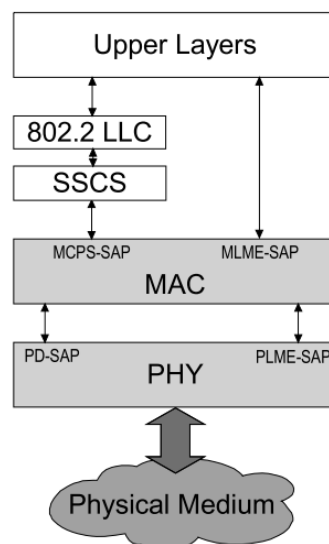 Upper Layers
802.2 LLC
SSCS
MCPS-SAP MLME-SAP
MAC
PD-SAP PLME-SAP
PHY
Physical Medium